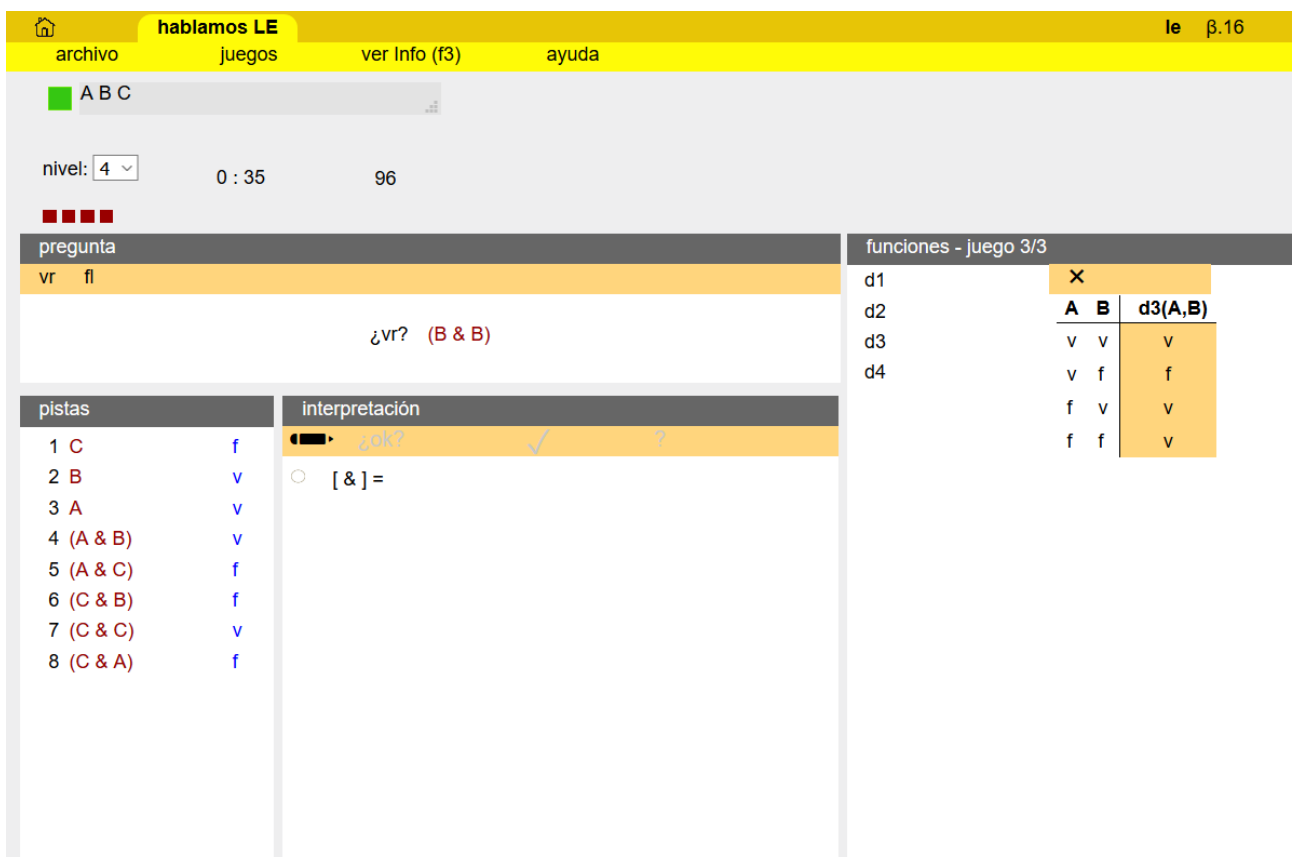 hablamos LE le β.16
archivo juegos ver Info (f3) ayuda
A B C
nivel: 4 0 : 35 96
pregunta
vr fl
¿vr? (B & B)
funciones - juego 3/3
d1
d2
d3
d4
A B d3(A,B)
v v v
v f f
f v v
f f v
pistas
1 C f
2 B v
3 A v
4 (A & B) v
5 (A & C) f
6 (C & B) f
7 (C & C) v
8 (C & A) f
interpretación
¿ok? ?
[ & ] =